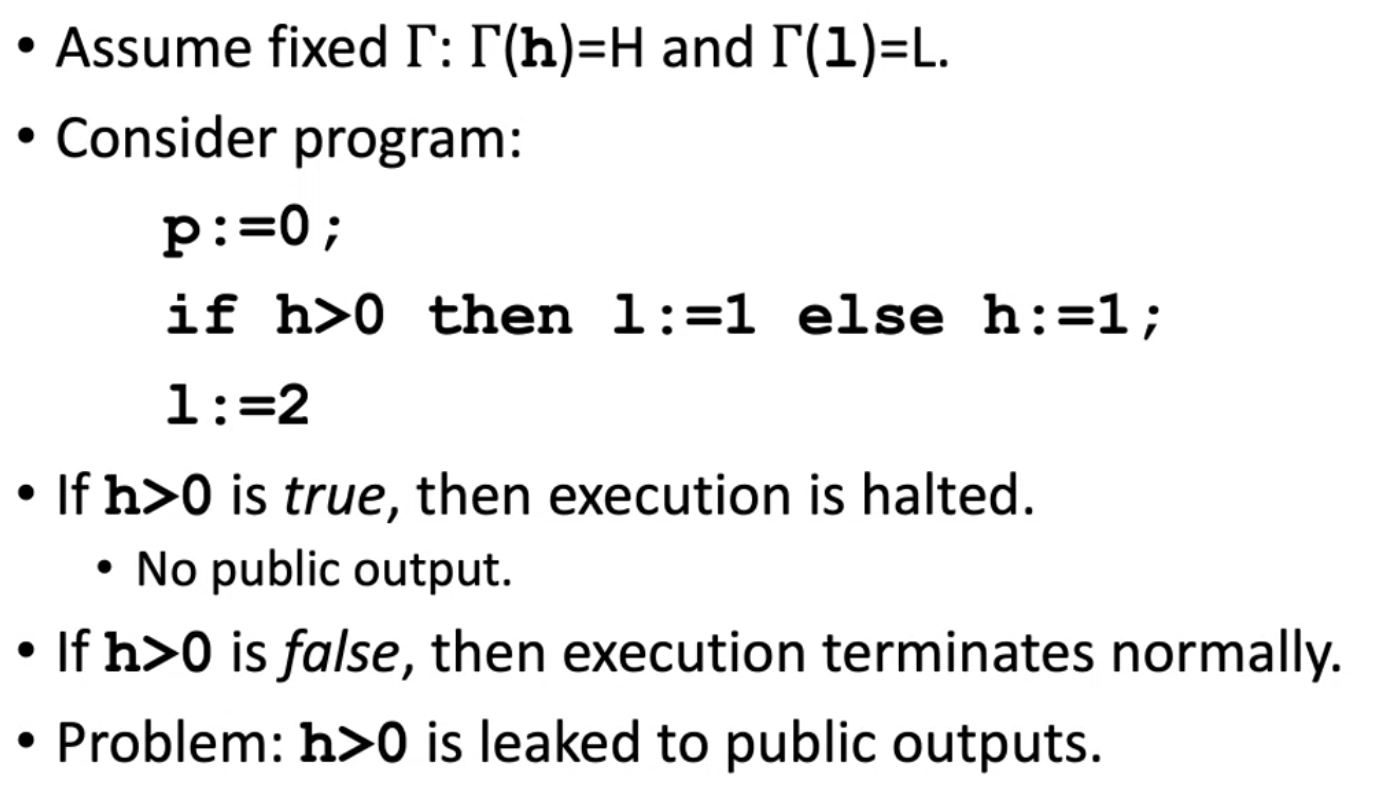 • Assume fixed Γ: Γ(h)=H and Γ(l)=L.
• Consider program:
p:=0;
if h>0 then l:=1 else h:=1;
l:=2
• If h>0 is true, then execution is halted.
• No public output.
• If h>0 is false, then execution terminates normally.
• Problem: h>0 is leaked to public outputs.